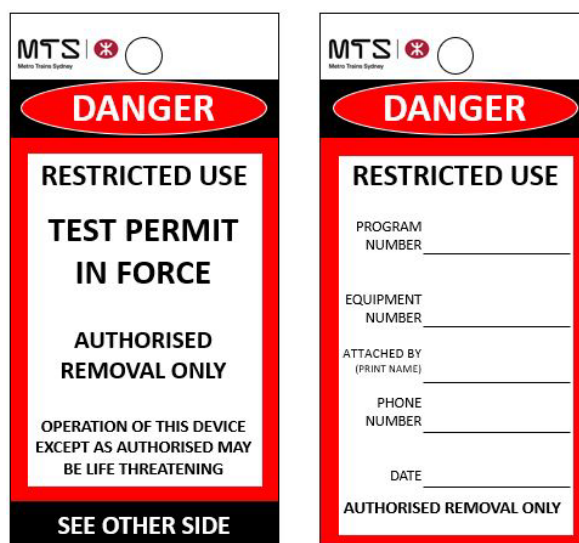 MTS
Metro Trains Sydney
DANGER
RESTRICTED USE
TEST PERMIT
IN FORCE
AUTHORISED
REMOVAL ONLY
OPERATION OF THIS DEVICE
EXCEPT AS AUTHORISED MAY
BE LIFE THREATENING
SEE OTHER SIDE
MTS
Metro Trains Sydney
DANGER
RESTRICTED USE
PROGRAM
NUMBER
EQUIPMENT
NUMBER
ATTACHED BY
(PRINT NAME)
PHONE
NUMBER
DATE
AUTHORISED REMOVAL ONLY